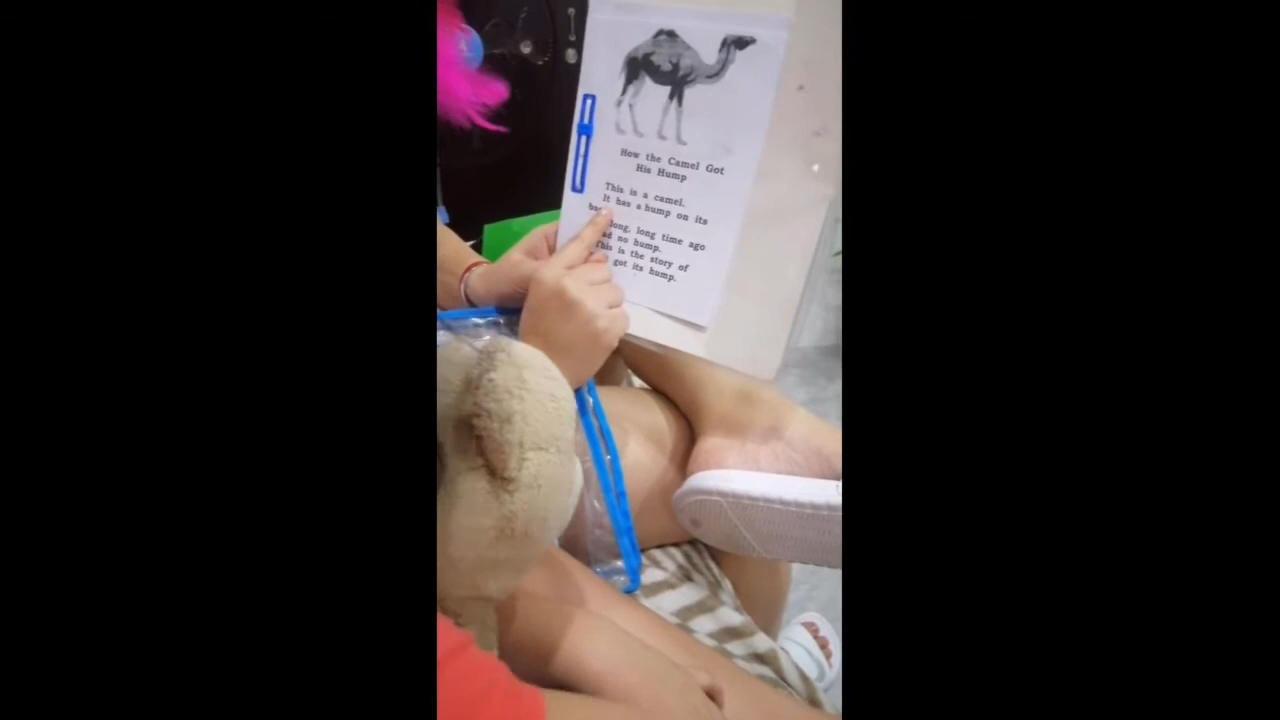 How the Camel Got
His Hump
This is a camel.
It has a hump on its
long, long time ago
no hump.
This is the story of
got its hump.